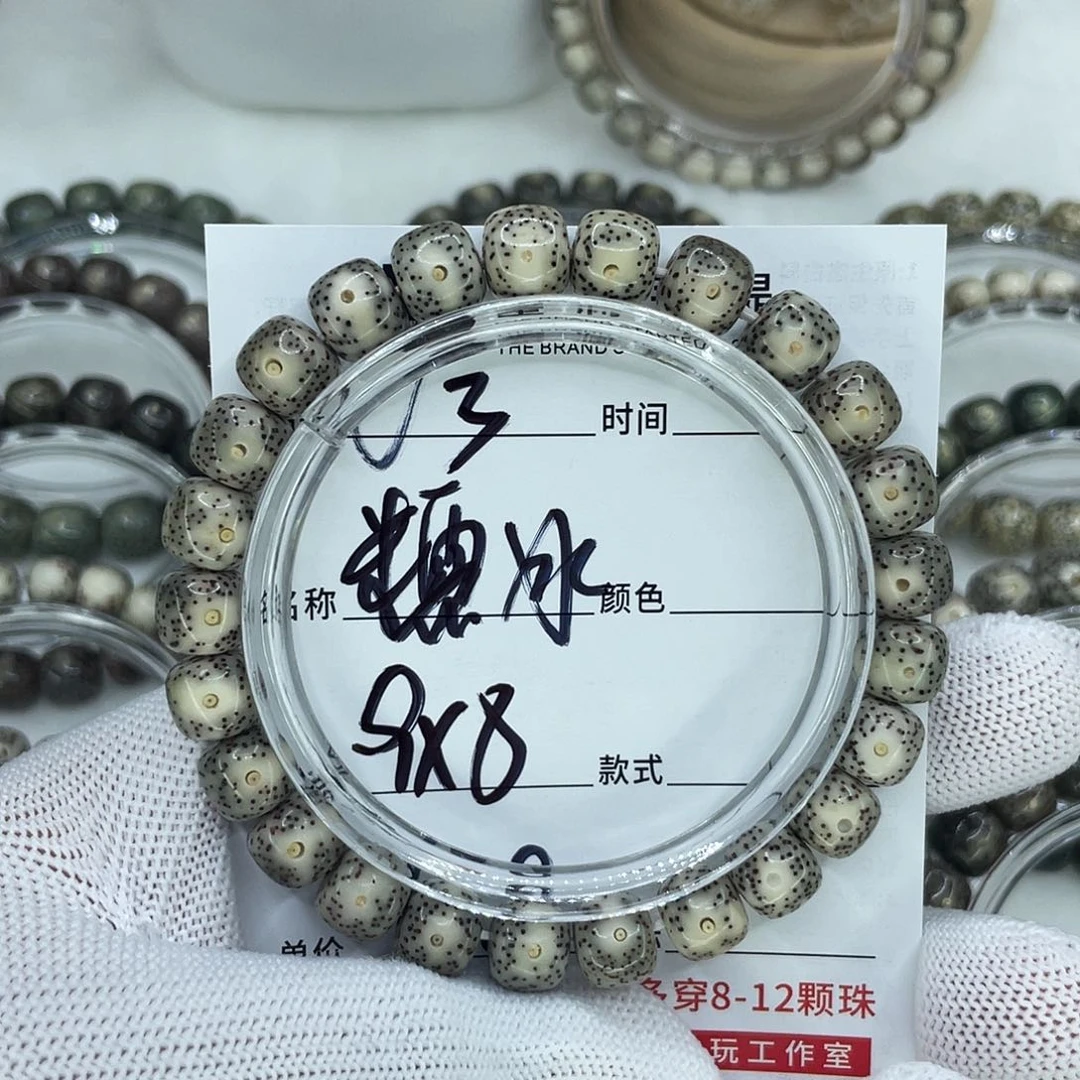 THE BRAND'S
√3 时间
名称 糖冰 颜色
9x8 款式
单价
多穿8-12颗珠
玩工作室